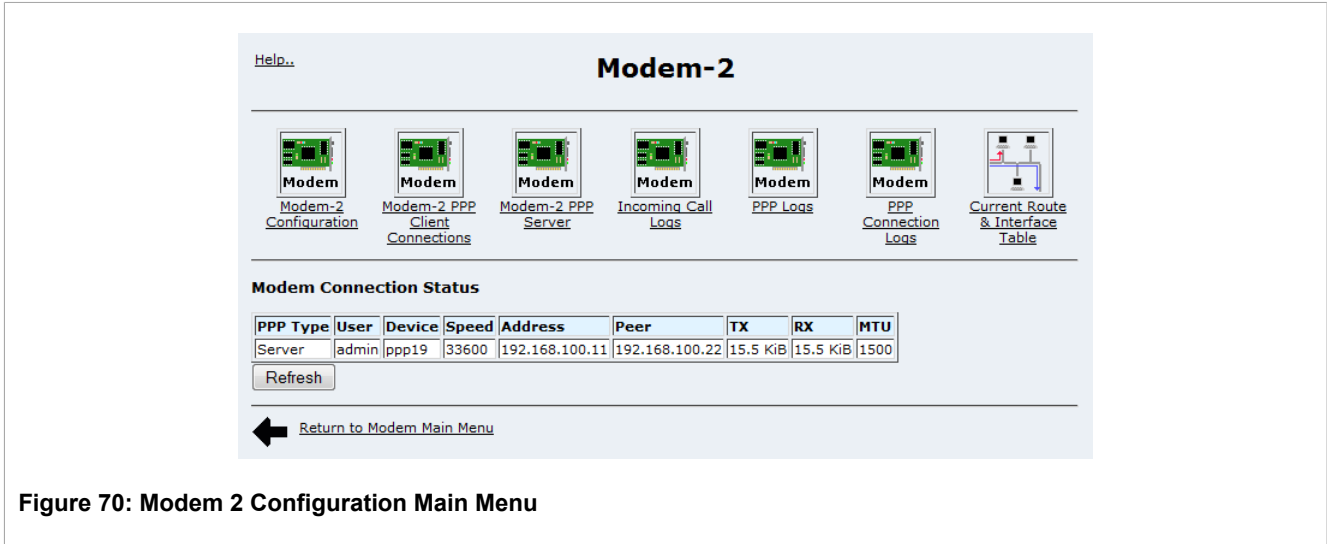 Help..
Modem-2
Modem
Modem
Modem
Modem
Modem
Modem
Modem-2
Configuration
Modem-2 PPP
Client
Connections
Modem-2 PPP
Server
Incoming Call
Logs
PPP Logs
PPP
Connection
Logs
Current Route
& Interface
Table
Modem Connection Status
PPP Type User Device Speed Address Peer TX RX MTU
Server admin ppp19 33600 192.168.100.11 192.168.100.22 15.5 KiB 15.5 KiB 1500
Refresh
Return to Modem Main Menu
Figure 70: Modem 2 Configuration Main Menu